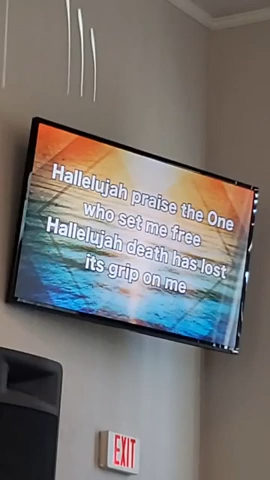 Hallelujah praise the One
who set me free
Hallelujah death has lost
its grip on me
EXIT